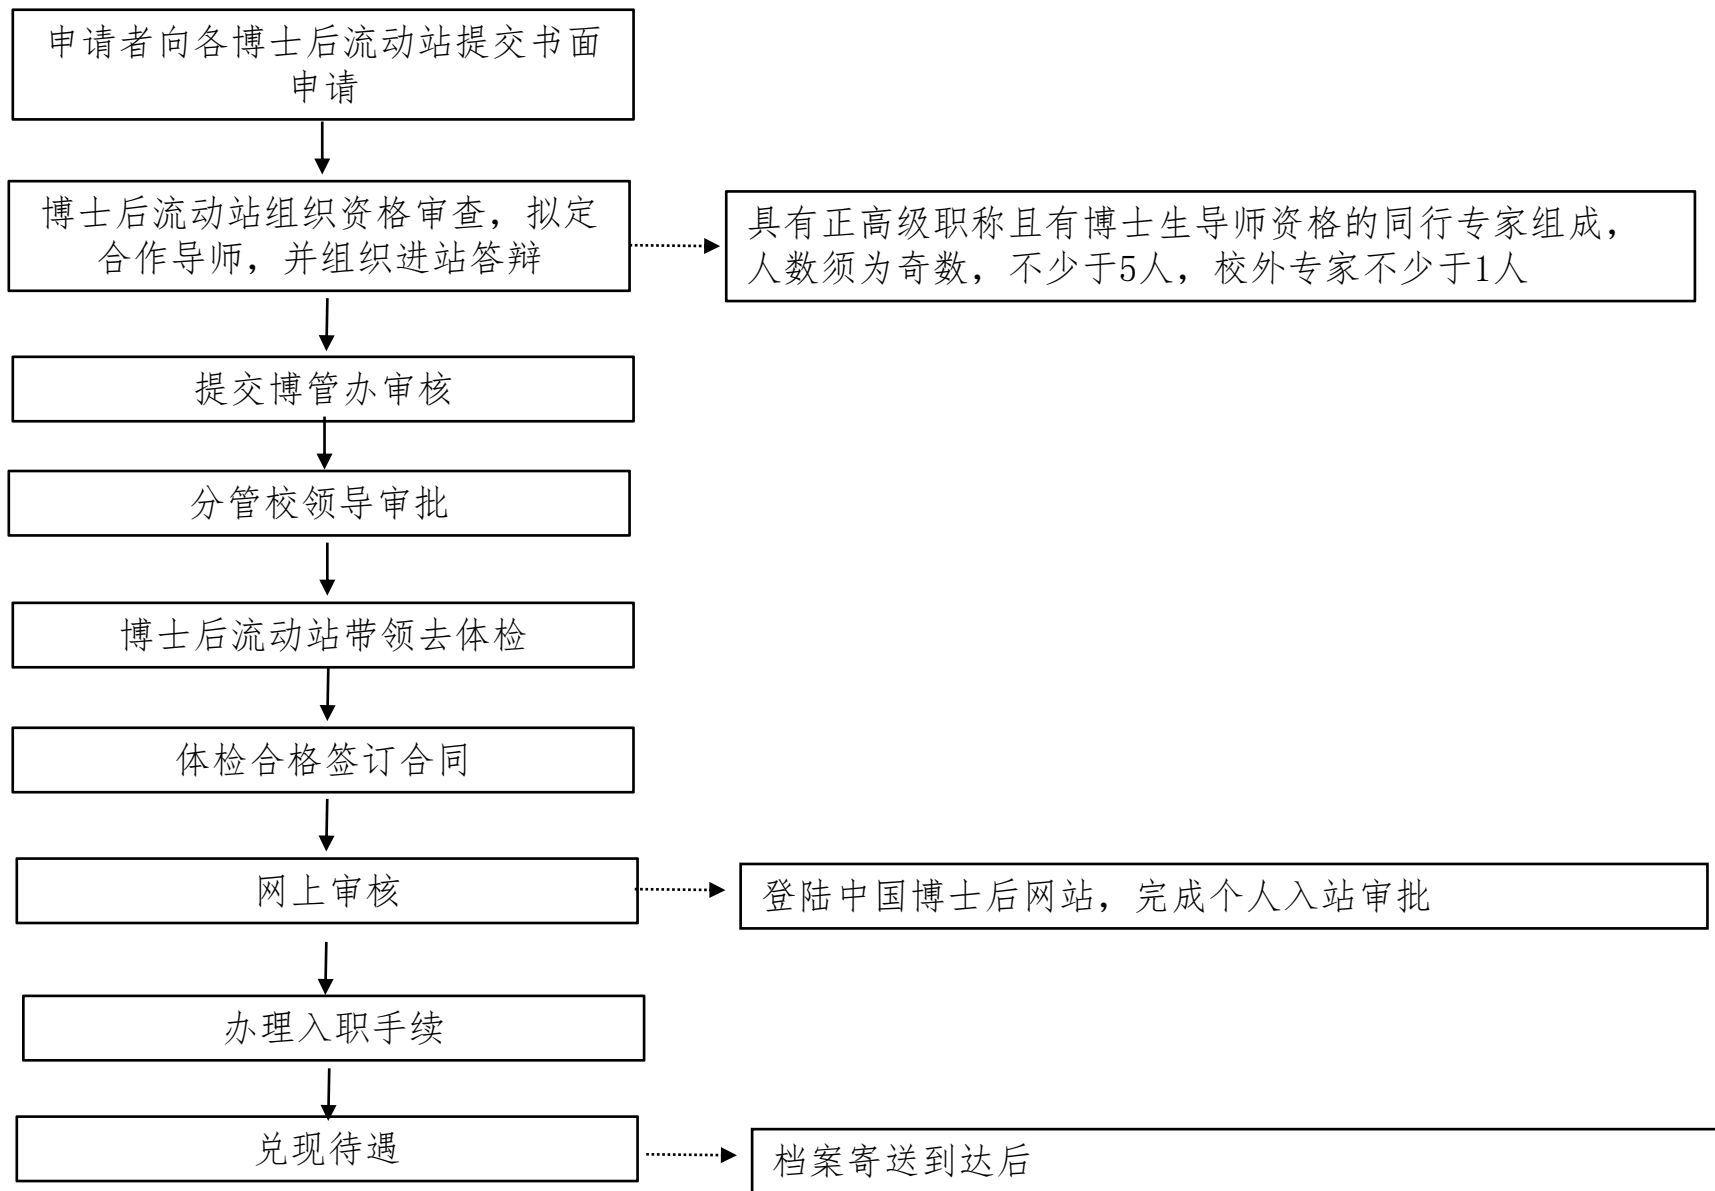 申请者向各博士后流动站提交书面
申请
博士后流动站组织资格审查，拟定
合作导师，并组织进站答辩
具有正高级职称且有博士生导师资格的同行专家组成，
人数须为奇数，不少于5人，校外专家不少于1人
提交博管办审核
分管校领导审批
博士后流动站带领去体检
体检合格签订合同
网上审核
登陆中国博士后网站，完成个人入站审批
办理入职手续
兑现待遇
档案寄送到达后